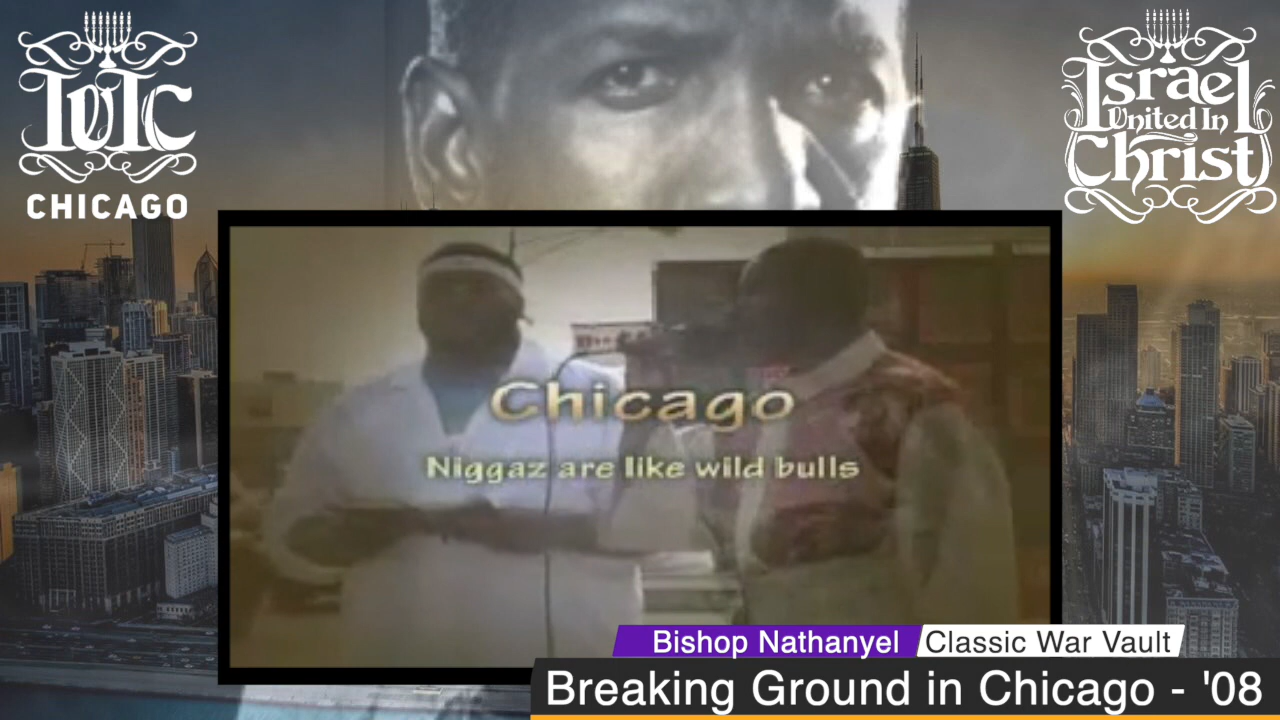 IUIC
CHICAGO
Israel
United In
Christ
Chicago
Niggaz are like wild bulls
Bishop Nathanyel
Classic War Vault
Breaking Ground in Chicago - '08